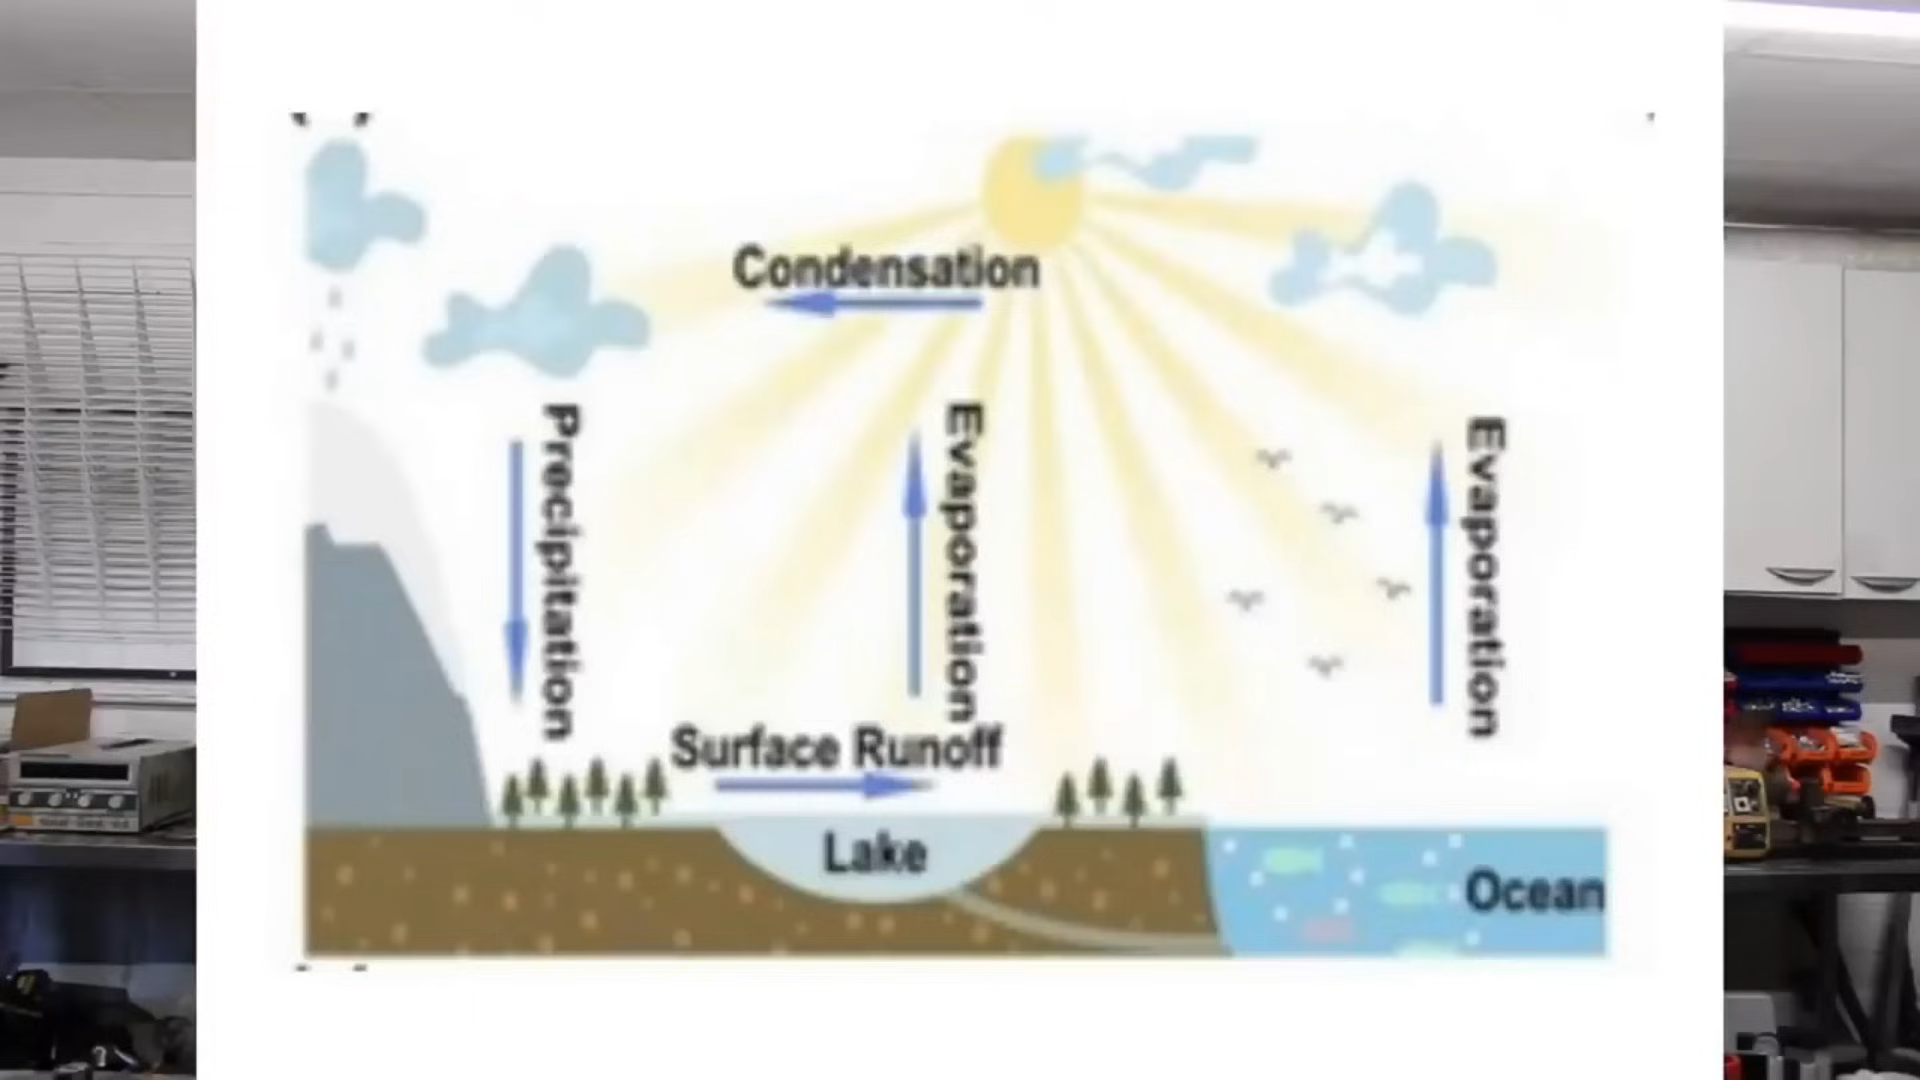 Condensation
Precipitation
Evaporation
Evaporation
Surface Runoff
Lake
Ocean